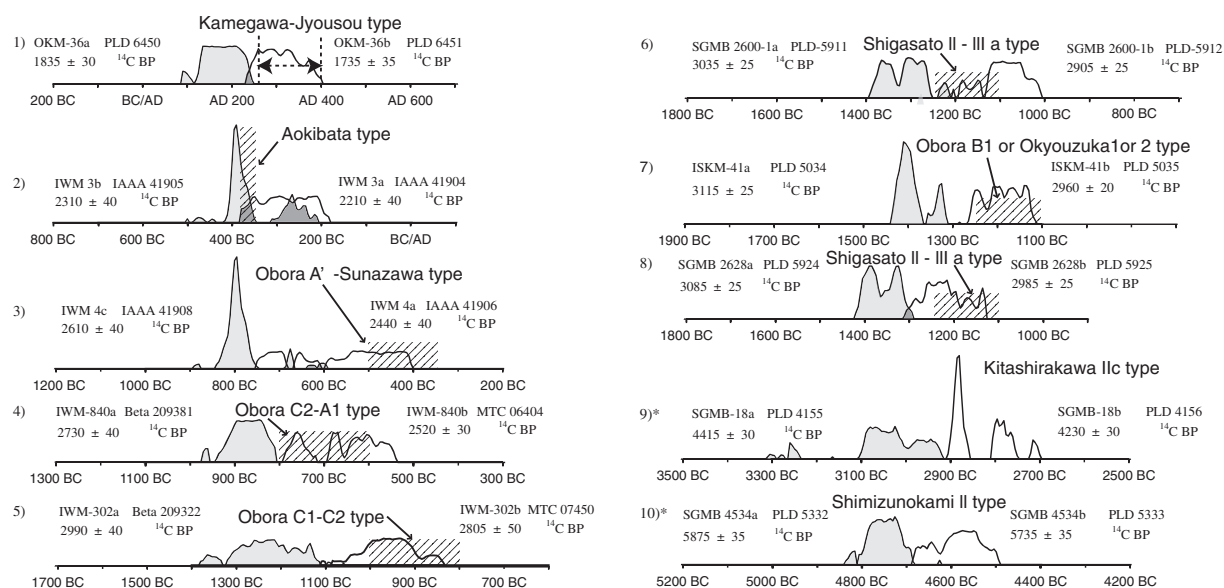 Kamegawa-Jyousou type
1) OKM-36a PLD 6450 OKM-36b PLD 6451
1835 ± 30 14C BP 1735 ± 35 14C BP
200 BC BC/AD AD 200 AD 400 AD 600
Aokibata type
2) IWM 3b IAAA 41905 IWM 3a IAAA 41904
2310 ± 40 14C BP 2210 ± 40 14C BP
800 BC 600 BC 400 BC 200 BC BC/AD
Obora A' -Sunazawa type
3) IWM 4c IAAA 41908 IWM 4a IAAA 41906
2610 ± 40 14C BP 2440 ± 40 14C BP
1200 BC 1000 BC 800 BC 600 BC 400 BC 200 BC
4) IWM-840a Beta 209381 Obora C2-A1 type IWM-840b MTC 06404
2730 ± 40 14C BP 2520 ± 30 14C BP
1300 BC 1100 BC 900 BC 700 BC 500 BC 300 BC
5) IWM-302a Beta 209322 Obora C1-C2 type IWM-302b MTC 07450
2990 ± 40 14C BP 2805 ± 50 14C BP
1700 BC 1500 BC 1300 BC 1100 BC 900 BC 700 BC
6) SGMB 2600-1a PLD-5911 Shigasato II - III a type SGMB 2600-1b PLD-5912
3035 ± 25 14C BP 2905 ± 25 14C BP
1800 BC 1600 BC 1400 BC 1200 BC 1000 BC 800 BC
Obora B1 or Okyouzuka1or 2 type
7) ISKM-41a PLD 5034 ISKM-41b PLD 5035
3115 ± 25 14C BP 2960 ± 20 14C BP
1900 BC 1700 BC 1500 BC 1300 BC 1100 BC
8) SGMB 2628a PLD 5924 Shigasato II - III a type SGMB 2628b PLD 5925
3085 ± 25 14C BP 2985 ± 25 14C BP
1800 BC 1600 BC 1400 BC 1200 BC 1000 BC
Kitashirakawa IIc type
9)* SGMB-18a PLD 4155 SGMB-18b PLD 4156
4415 ± 30 14C BP 4230 ± 30 14C BP
3500 BC 3300 BC 3100 BC 2900 BC 2700 BC 2500 BC
Shimizunokami II type
10)* SGMB 4534a PLD 5332 SGMB 4534b PLD 5333
5875 ± 35 14C BP 5735 ± 35 14C BP
5200 BC 5000 BC 4800 BC 4600 BC 4400 BC 4200 BC